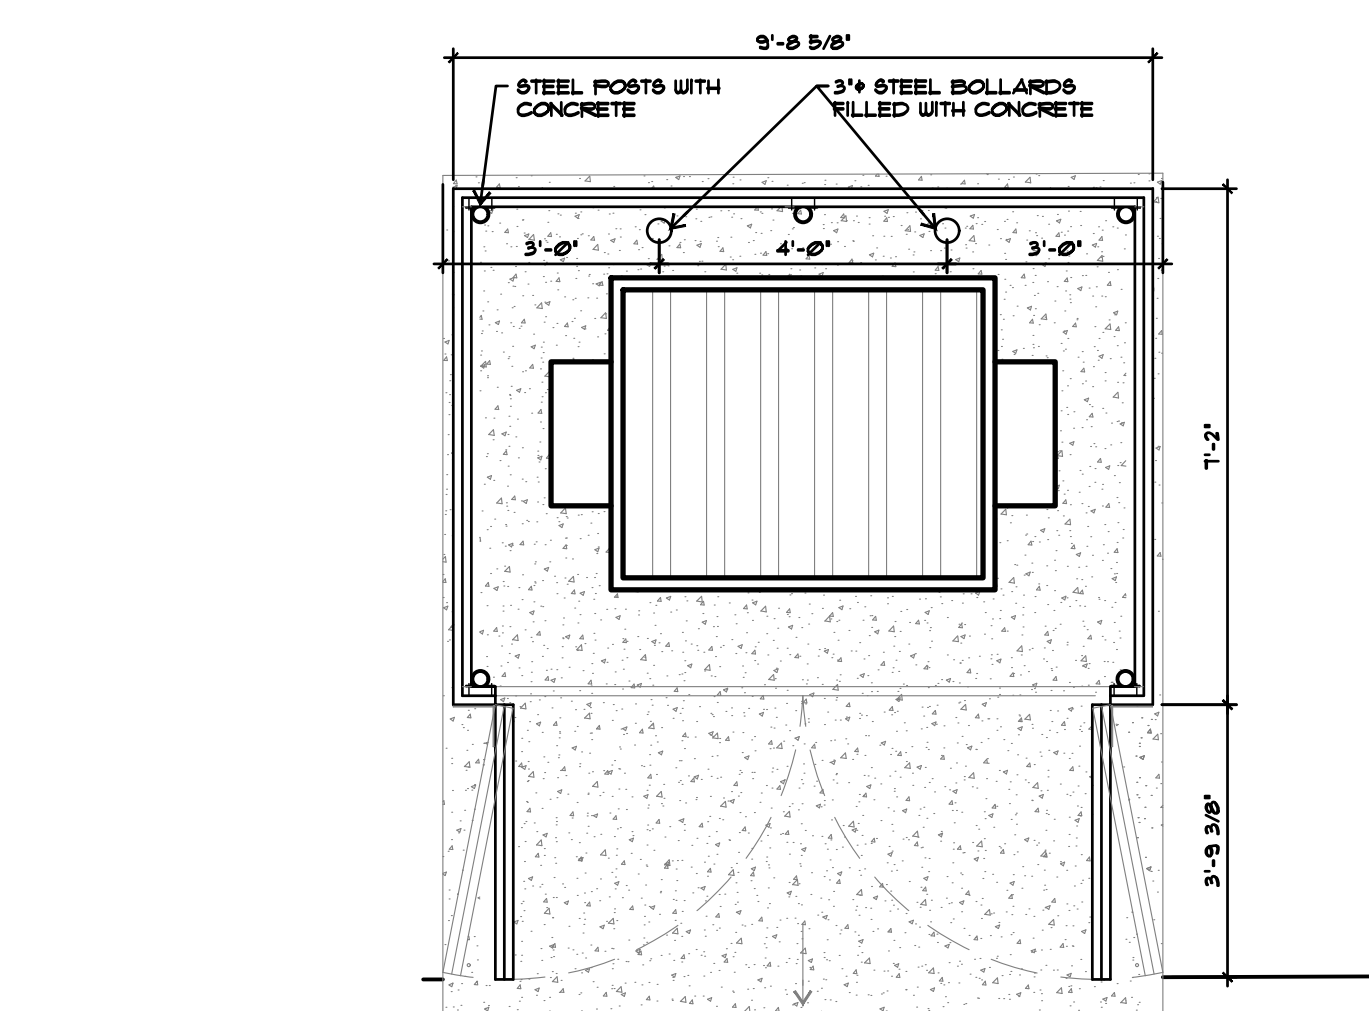 9'-8 5/8"
STEEL POSTS WITH
CONCRETE
3"ϕ STEEL BOLLARDS
FILLED WITH CONCRETE
3'-0"
4'-0"
3'-0"
7'-2"
3'-9 3/8"